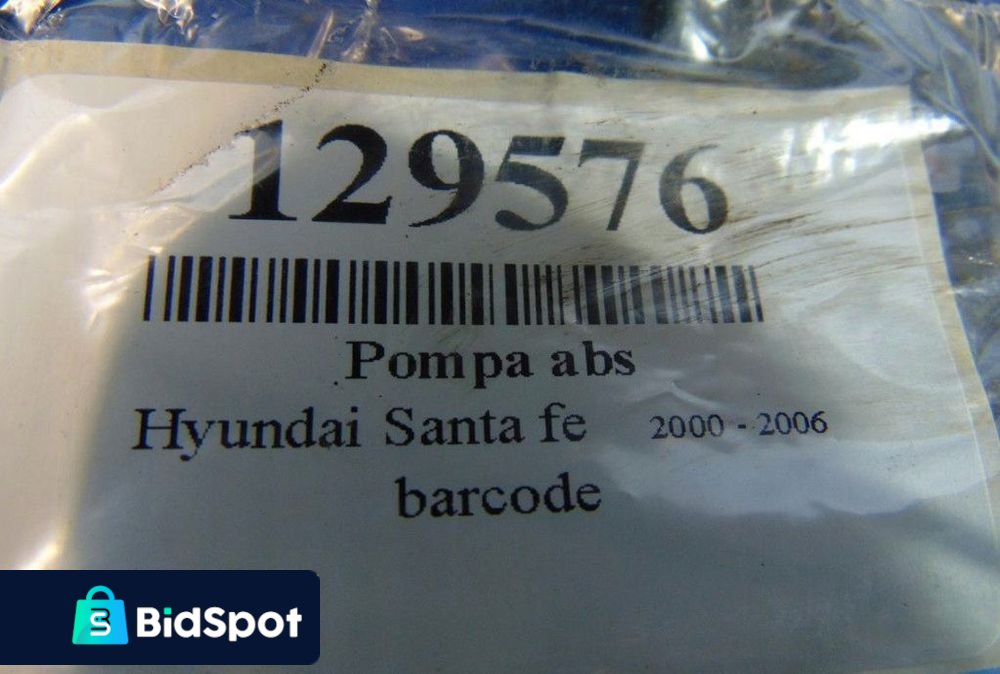 129576
Pompa abs
Hyundai Santa fe 2000 - 2006
barcode
BidSpot